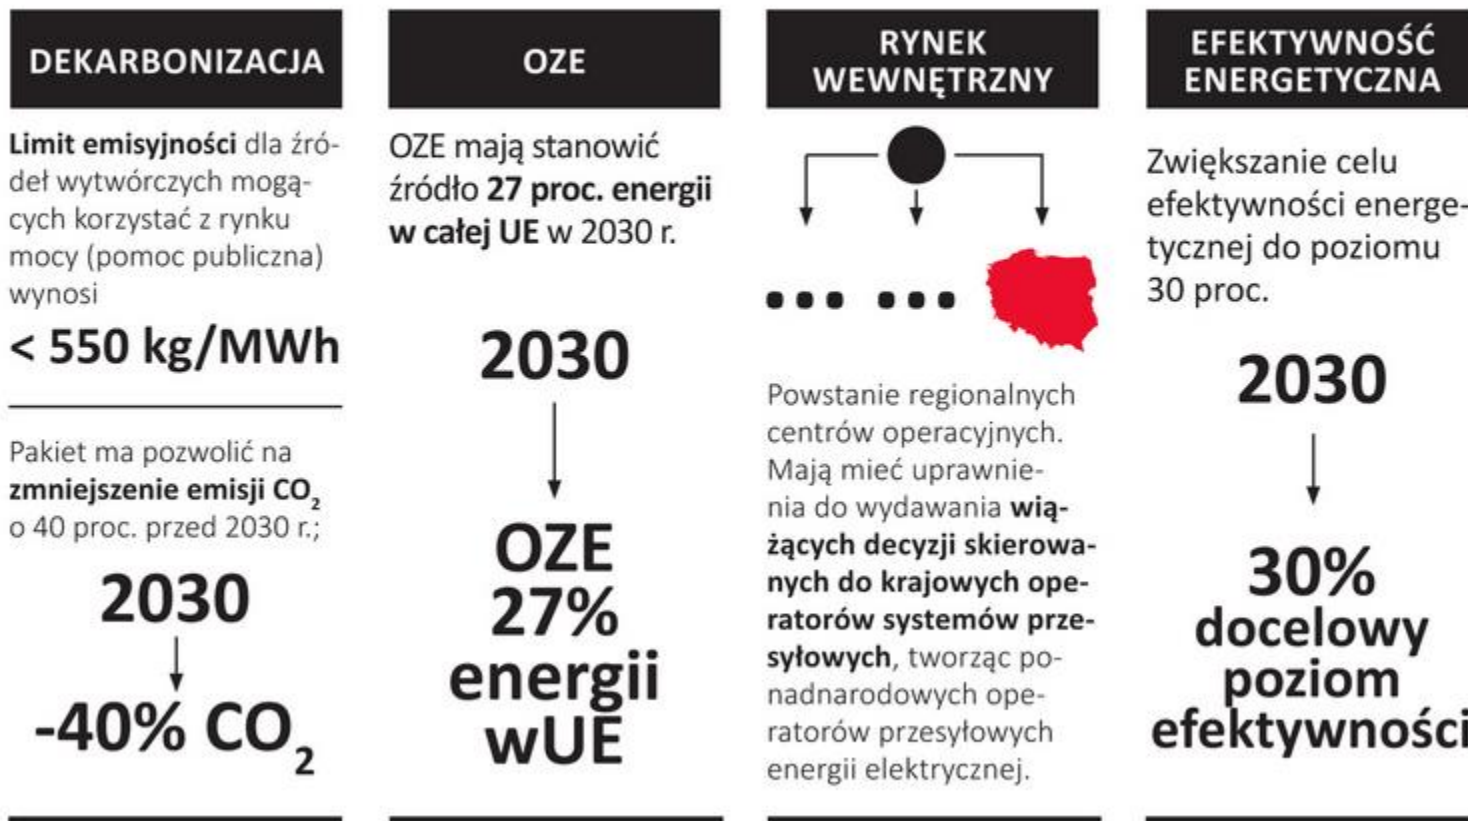 DEKARBONIZACJA
Limit emisyjności dla źró-
deł wytwórczych mogą-
cych korzystać z rynku
mocy (pomoc publiczna)
wynosi
< 550 kg/MWh
Pakiet ma pozwolić na
zmniejszenie emisji CO₂
o 40 proc. przed 2030 r.;
2030
-40% CO₂
OZE
OZE mają stanowić
źródło 27 proc. energii
w całej UE w 2030 r.
2030
OZE
27%
energii
wUE
RYNEK
WEWNĘTRZNY
Powstanie regionalnych
centrów operacyjnych.
Mają mieć uprawnie-
nia do wydawania wią-
żących decyzji skierowa-
nych do krajowych ope-
ratorów systemów prze-
syłowych, tworząc po-
nadnarodowych ope-
ratorów przesyłowych
energii elektrycznej.
EFEKTYWNOŚĆ
ENERGETYCZNA
Zwiększanie celu
efektywności energe-
tycznej do poziomu
30 proc.
2030
30%
docelowy
poziom
efektywności